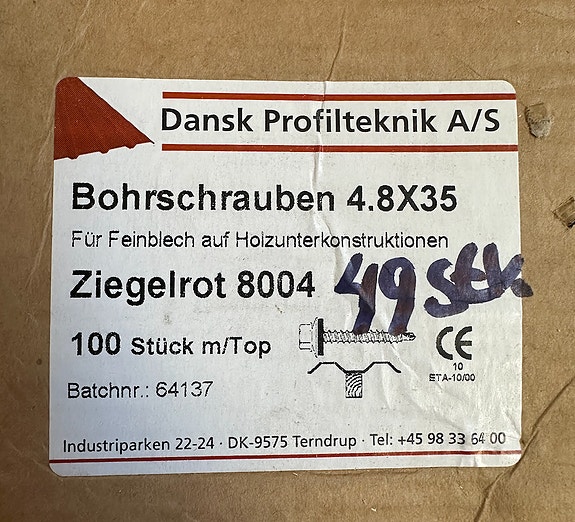 Dansk Profilteknik A/S
Bohrschrauben 4.8X35
Für Feinblech auf Holzunterkonstruktionen
Ziegelrot 8004
49 Stk.
100 Stück m/Top
CE
10
ETA-10/00
Batchnr.: 64137
Industriparken 22-24 · DK-9575 Terndrup · Tel: +45 98 33 64 00